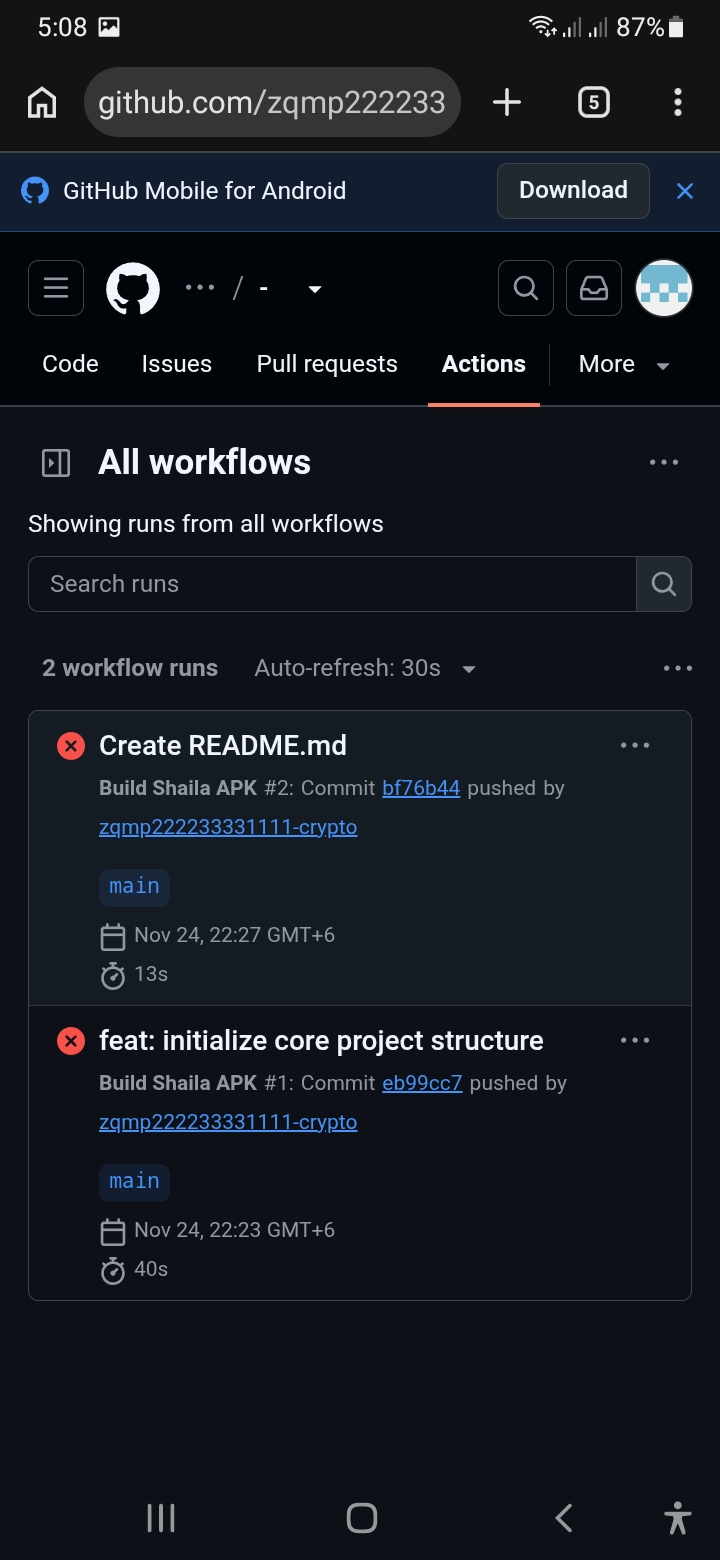 5:08 87%
github.com/zqmp222233 5
GitHub Mobile for Android Download
... / -
Code Issues Pull requests Actions More
All workflows
Showing runs from all workflows
Search runs
2 workflow runs Auto-refresh: 30s
Create README.md
Build Shaila APK #2: Commit bf76b44 pushed by
zqmp222233331111-crypto
main
Nov 24, 22:27 GMT+6
13s
feat: initialize core project structure
Build Shaila APK #1: Commit eb99cc7 pushed by
zqmp222233331111-crypto
main
Nov 24, 22:23 GMT+6
40s